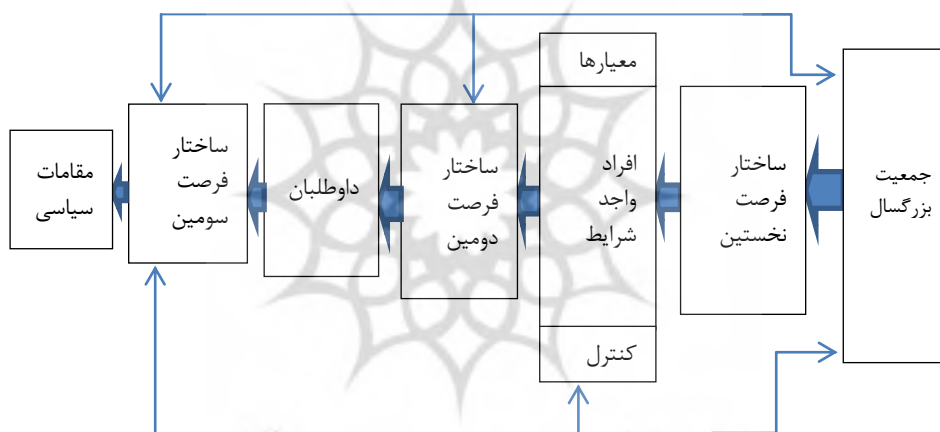 جمعیت
بزرگسال
ساختار
فرصت
نخستین
معیارها
افراد
واجد
شرایط
کنترل
ساختار
فرصت
دومین
داوطلبان
ساختار
فرصت
سومین
مقامات
سیاسی